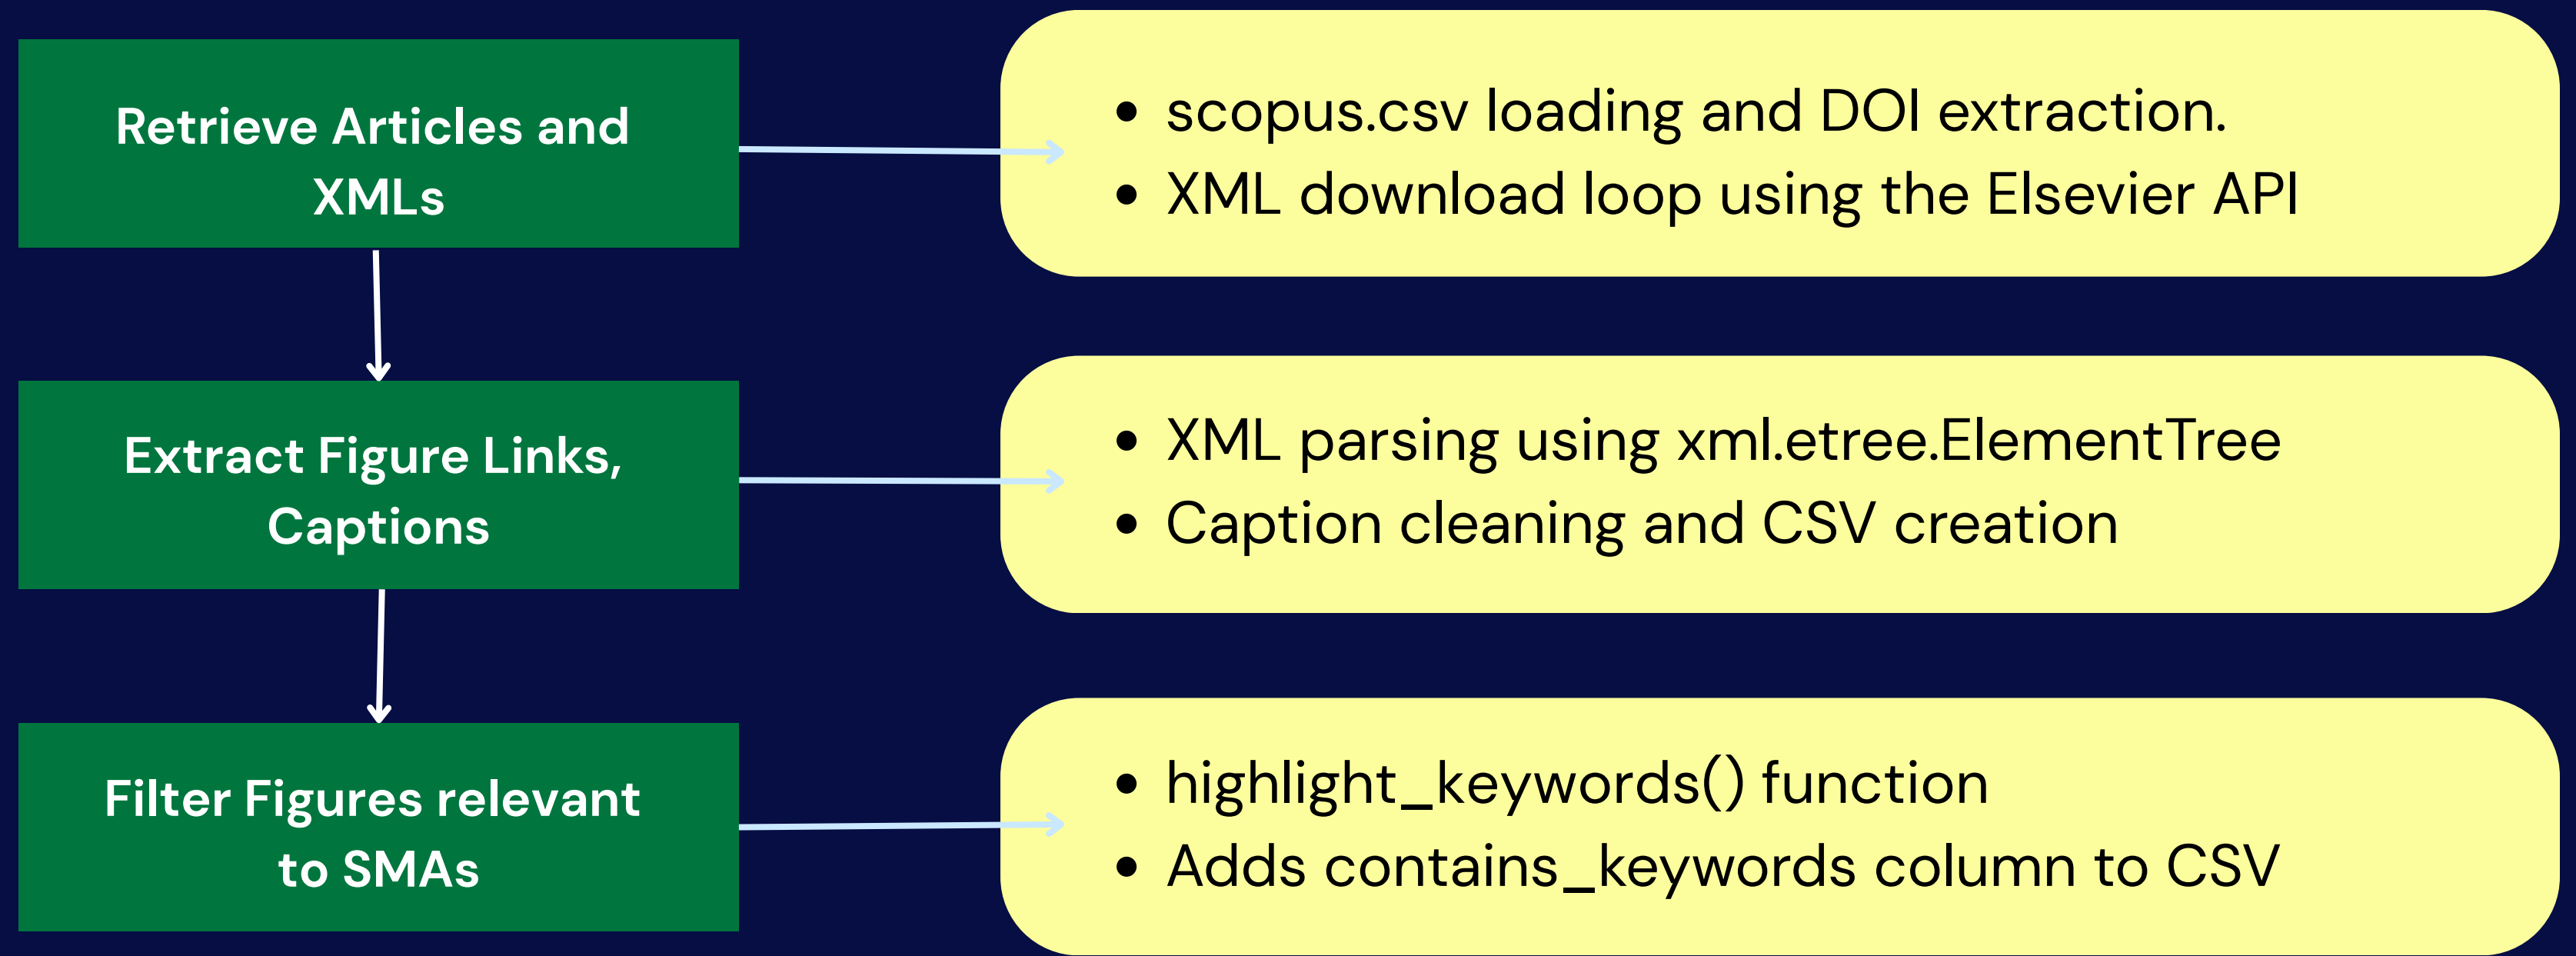 Retrieve Articles and
XMLs
• scopus.csv loading and DOI extraction.
• XML download loop using the Elsevier API
Extract Figure Links,
Captions
• XML parsing using xml.etree.ElementTree
• Caption cleaning and CSV creation
Filter Figures relevant
to SMAs
• highlight_keywords() function
• Adds contains_keywords column to CSV